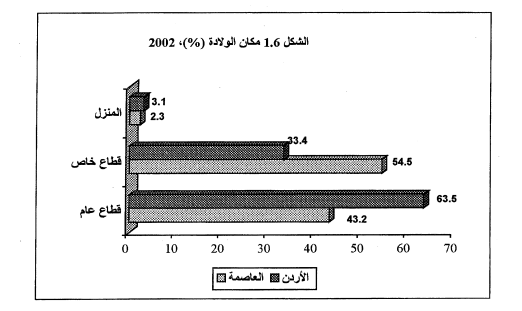 الشكل 1.6 مكان الولادة (%)، 2002
المنزل
3.1
2.3
قطاع خاص
33.4
54.5
قطاع عام
63.5
43.2
0 10 20 30 40 50 60 70
الأردن العاصمة